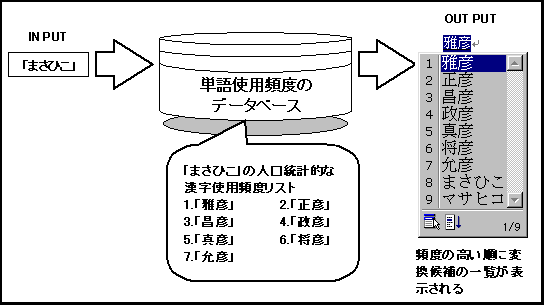 IN PUT
「まさひこ」
単語使用頻度の
データベース
「まさひこ」の人口統計的な
漢字使用頻度リスト
1.「雅彦」 2.「正彦」
3.「昌彦」 4.「政彦」
5.「真彦」 6.「将彦」
7.「允彦」
OUT PUT
雅彦
1 雅彦
2 正彦
3 昌彦
4 政彦
5 真彦
6 将彦
7 允彦
8 まさひこ
9 マサヒコ
1/9
頻度の高い順に変
換候補の一覧が表
示される